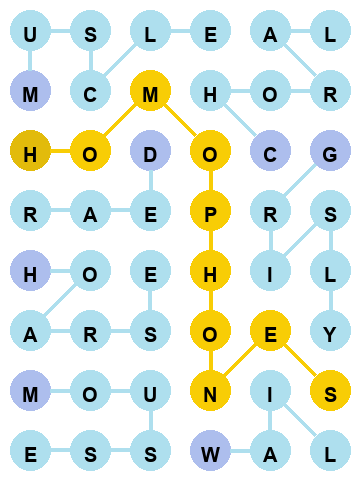 U S L E A L
M C M H O R
H O D O C G
R A E P R S
H O E H I L
A R S O E Y
M O U N I S
E S S W A L